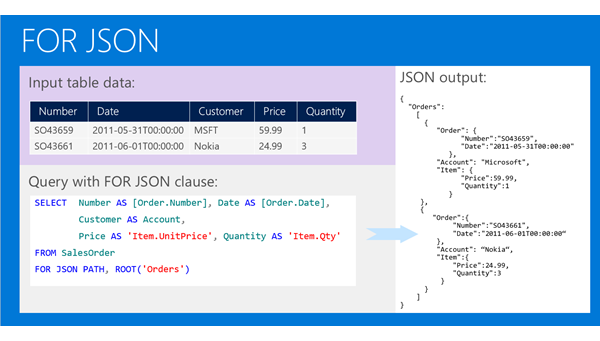 FOR JSON
Input table data:
Number Date Customer Price Quantity
SO43659 2011-05-31T00:00:00 MSFT 59.99 1
SO43661 2011-06-01T00:00:00 Nokia 24.99 3
Query with FOR JSON clause:
SELECT Number AS [Order.Number], Date AS [Order.Date],
Customer AS Account,
Price AS 'Item.UnitPrice', Quantity AS 'Item.Qty'
FROM SalesOrder
FOR JSON PATH, ROOT('Orders')
JSON output:
{
"Orders":
[
{
"Order": {
"Number":"SO43659",
"Date":"2011-05-31T00:00:00"
},
"Account": "Microsoft",
"Item": {
"Price":59.99,
"Quantity":1
}
},
{
"Order":{
"Number":"SO43661",
"Date":"2011-06-01T00:00:00“
},
"Account": “Nokia“,
"Item":{
"Price":24.99,
"Quantity":3
}
}
]
}